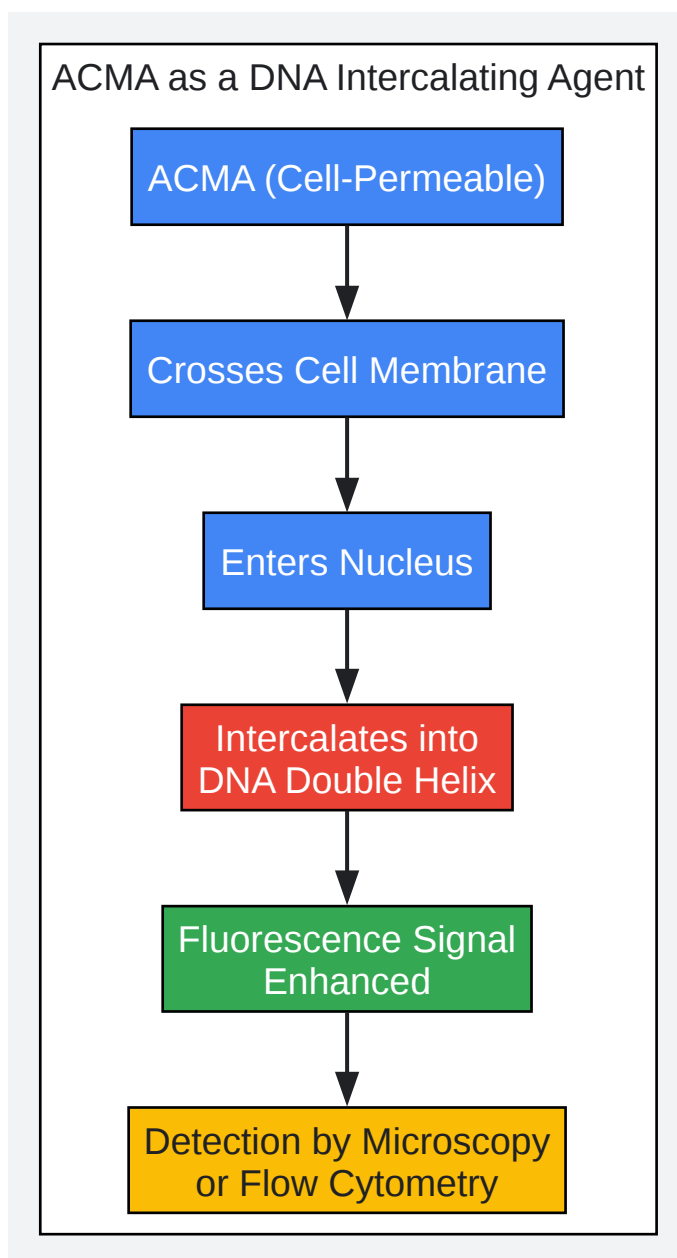 ACMA as a DNA Intercalating Agent
ACMA (Cell-Permeable)
Crosses Cell Membrane
Enters Nucleus
Intercalates into
DNA Double Helix
Fluorescence Signal
Enhanced
Detection by Microscopy
or Flow Cytometry